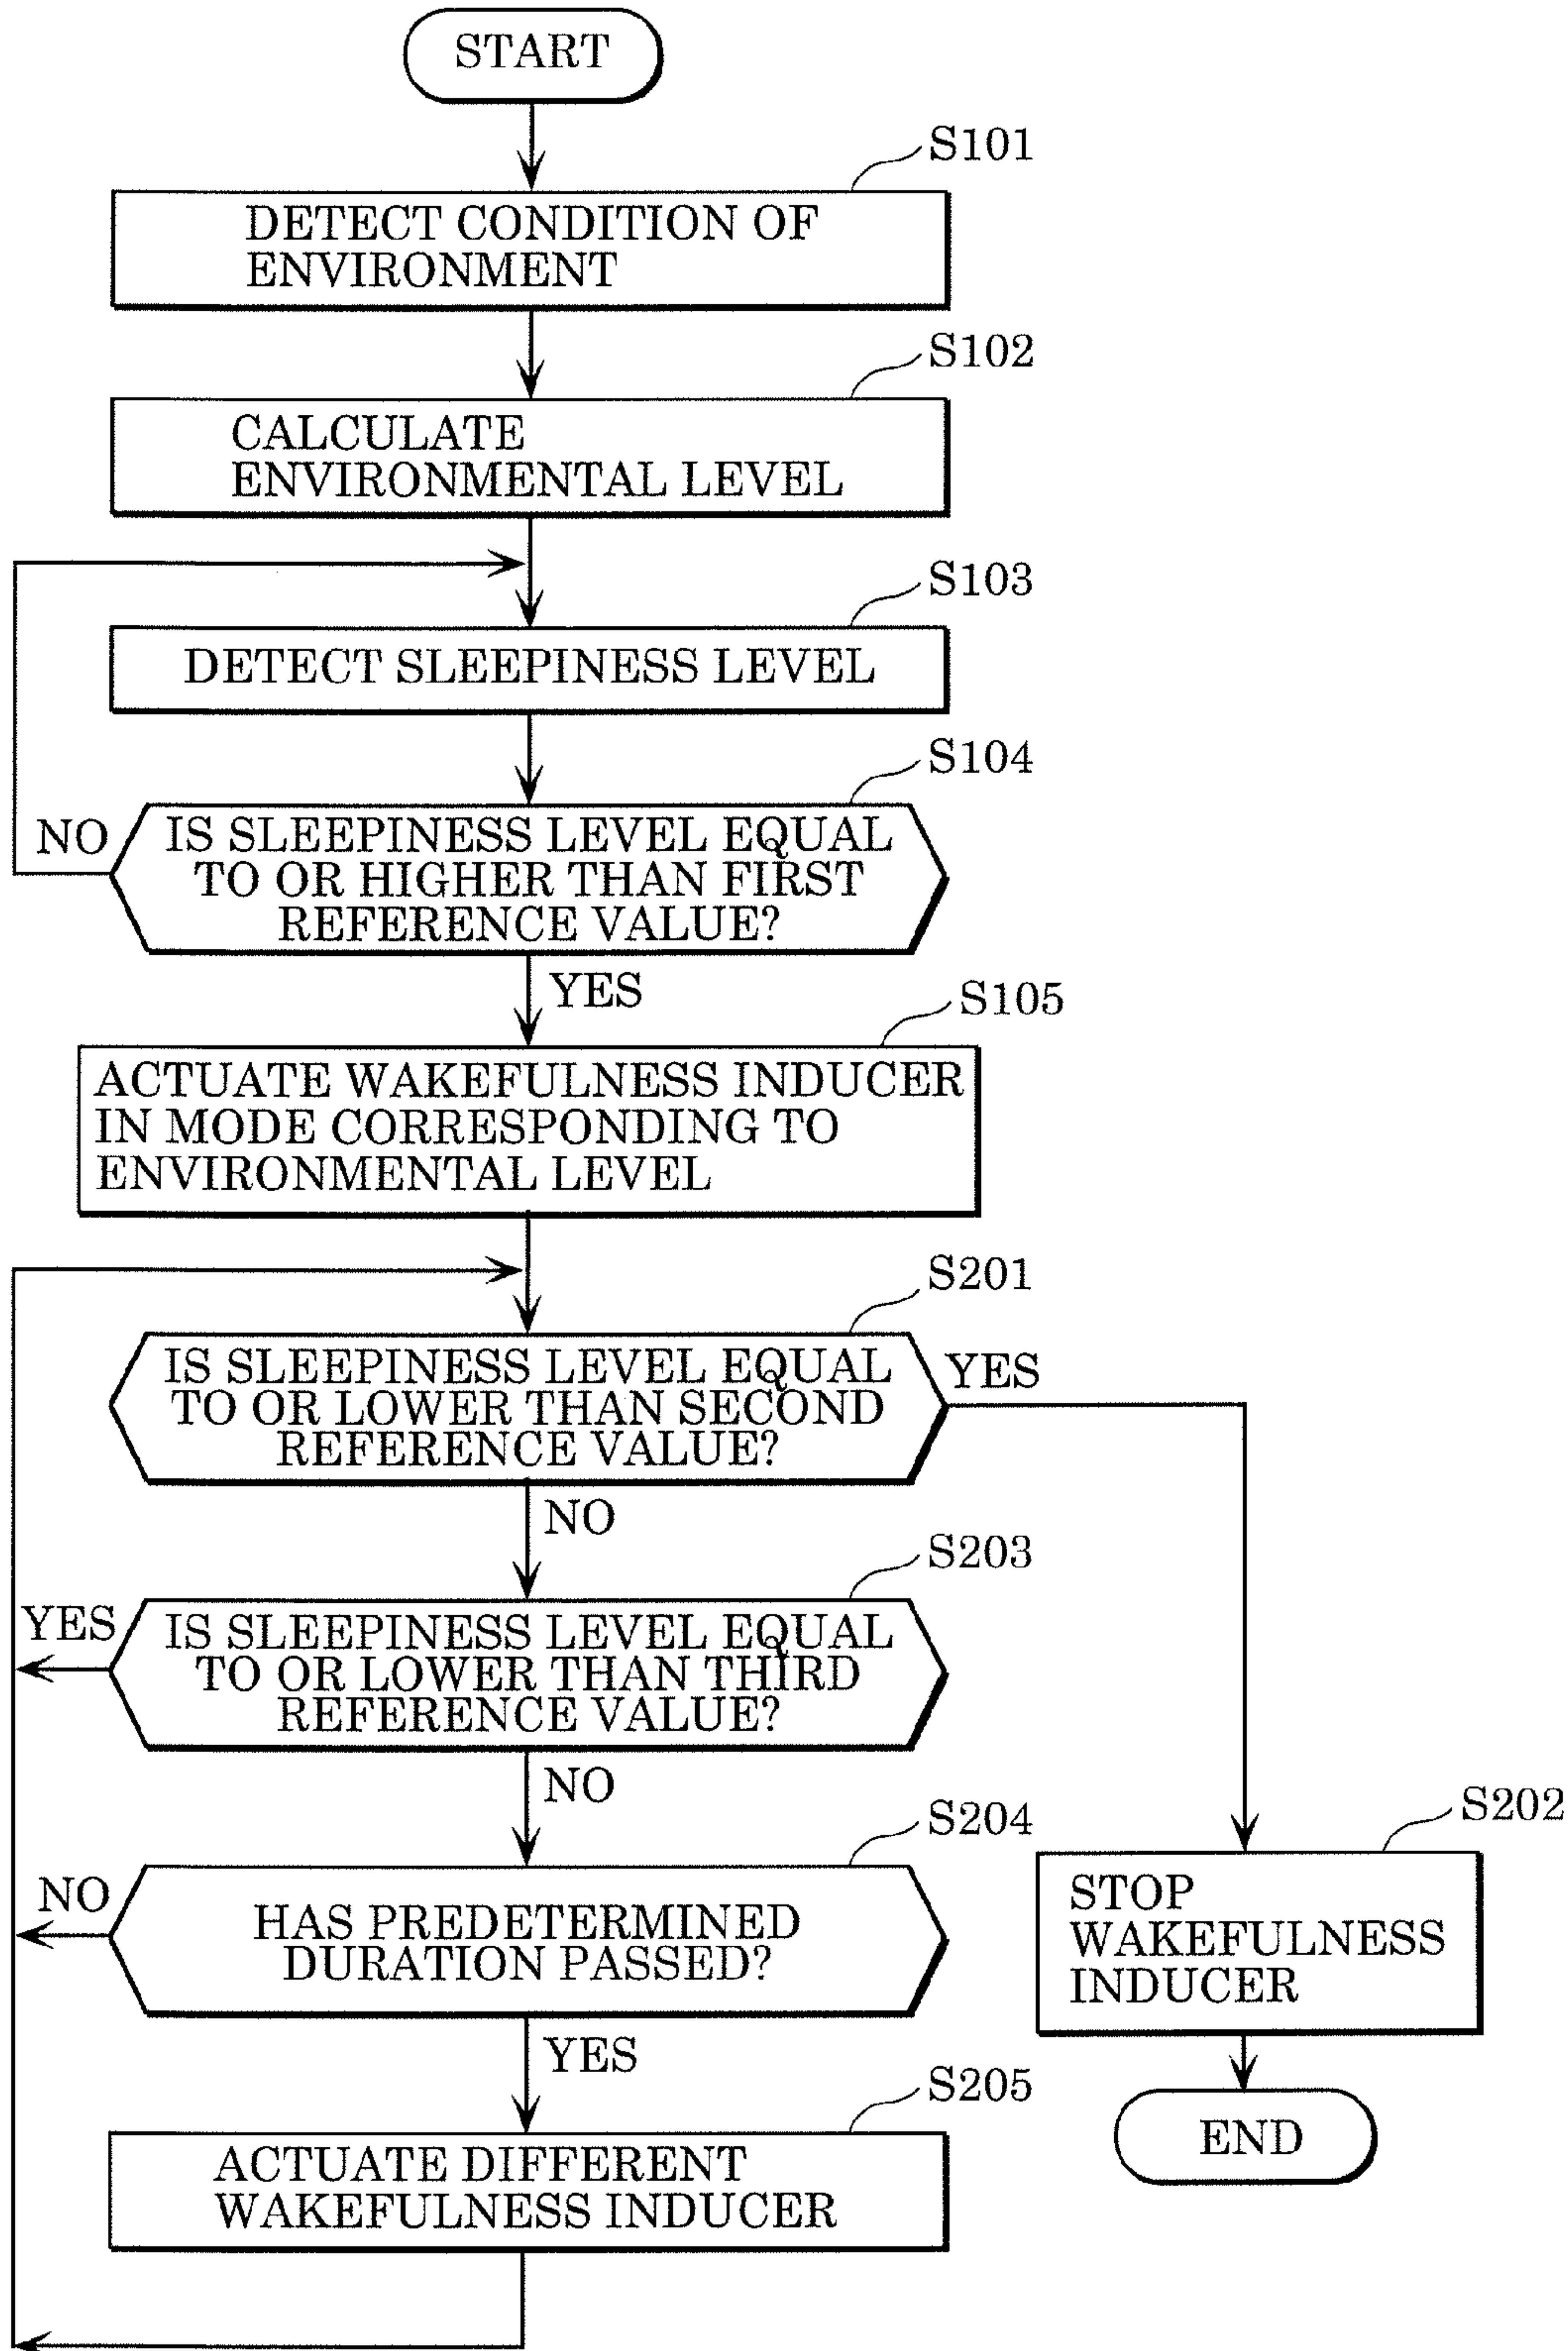 START
S101
DETECT CONDITION OF
ENVIRONMENT
S102
CALCULATE
ENVIRONMENTAL LEVEL
S103
DETECT SLEEPINESS LEVEL
S104
NO
IS SLEEPINESS LEVEL EQUAL
TO OR HIGHER THAN FIRST
REFERENCE VALUE?
YES
S105
ACTUATE WAKEFULNESS INDUCER
IN MODE CORRESPONDING TO
ENVIRONMENTAL LEVEL
S201
IS SLEEPINESS LEVEL EQUAL
TO OR LOWER THAN SECOND
REFERENCE VALUE?
YES
NO
S203
YES
IS SLEEPINESS LEVEL EQUAL
TO OR LOWER THAN THIRD
REFERENCE VALUE?
NO
S204
NO
HAS PREDETERMINED
DURATION PASSED?
S202
STOP
WAKEFULNESS
INDUCER
YES
S205
ACTUATE DIFFERENT
WAKEFULNESS INDUCER
END